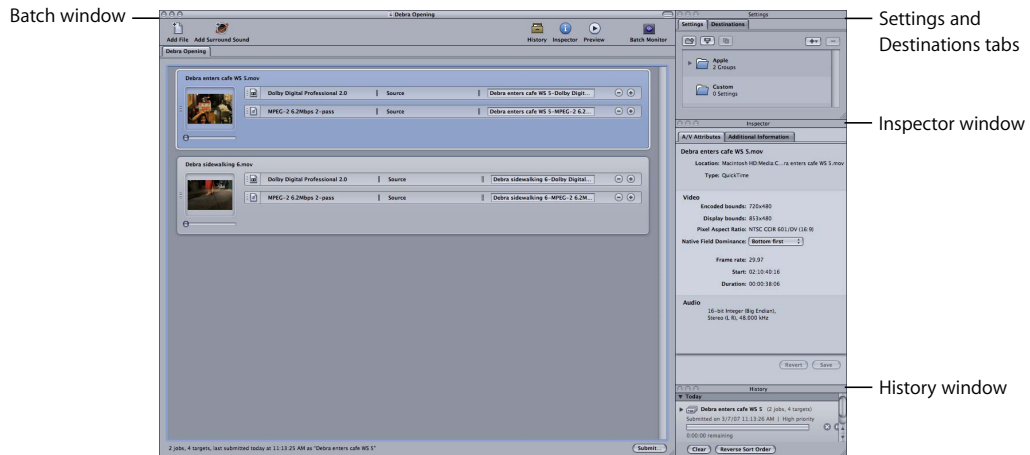 Batch window
Settings and
Destinations tabs
Inspector window
History window
Debra Opening
Add File
Add Surround Sound
History
Inspector
Preview
Batch Monitor
Debra Opening
Debra enters cafe WS 5.mov
Dolby Digital Professional 2.0
Source
Debra enters cafe WS 5-Dolby Digit...
MPEG-2 6.2Mbps 2-pass
Source
Debra enters cafe WS 5-MPEG-2 6.2...
Debra sidewalking 6.mov
Dolby Digital Professional 2.0
Source
Debra sidewalking 6-Dolby Digital...
MPEG-2 6.2Mbps 2-pass
Source
Debra sidewalking 6-MPEG-2 6.2M...
2 jobs, 4 targets, last submitted today at 11:13:25 AM as "Debra enters cafe WS 5"
Submit...
Settings
Settings
Destinations
Apple
2 Groups
Custom
0 Settings
Inspector
A/V Attributes
Additional Information
Debra enters cafe WS 5.mov
Location: Macintosh HD:Media:C...ra enters cafe WS 5.mov
Type: QuickTime
Video
Encoded bounds: 720x480
Display bounds: 853x480
Pixel Aspect Ratio: NTSC CCIR 601/DV (16:9)
Native Field Dominance: Bottom first
Frame rate: 29.97
Start: 02:10:40:16
Duration: 00:00:38:06
Audio
16-bit Integer (Big Endian),
Stereo (L R), 48.000 kHz
Revert
Save
History
Today
Debra enters cafe WS 5 (2 jobs, 4 targets)
Submitted on 3/7/07 11:13:26 AM | High priority
0:00:00 remaining
Clear
Reverse Sort Order